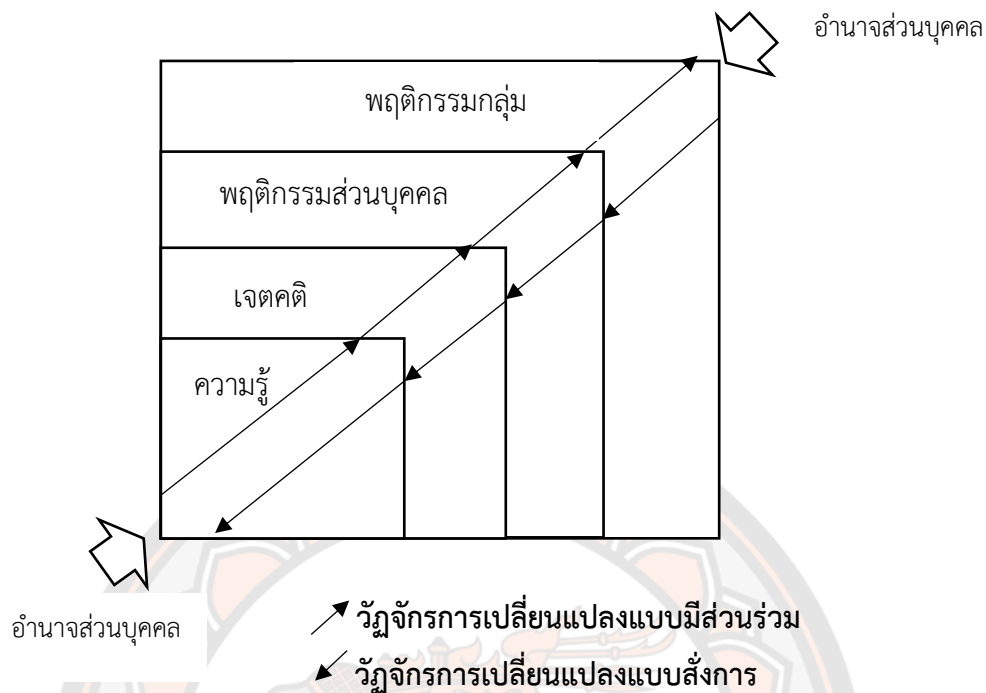 อำนาจส่วนบุคคล
พฤติกรรมกลุ่ม
พฤติกรรมส่วนบุคคล
เจตคติ
ความรู้
อำนาจส่วนบุคคล
วัฏจักรการเปลี่ยนแปลงแบบมีส่วนร่วม
วัฏจักรการเปลี่ยนแปลงแบบสั่งการ